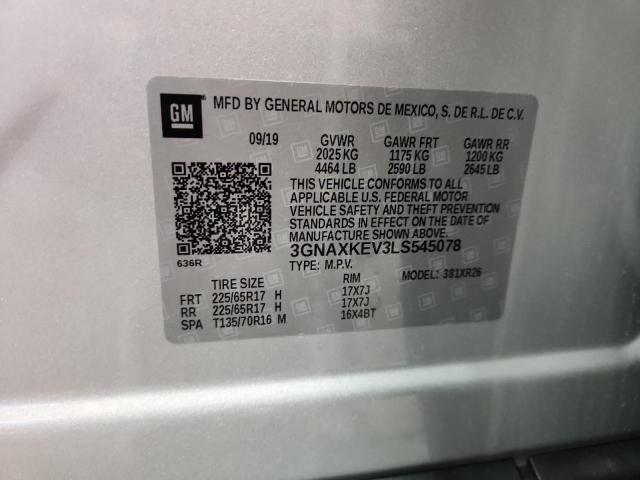 GM MFD BY GENERAL MOTORS DE MEXICO, S. DE R.L. DE C.V.
09/19 GVWR GAWR FRT GAWR RR
2025 KG 1175 KG 1200 KG
4464 LB 2590 LB 2645 LB
THIS VEHICLE CONFORMS TO ALL
APPLICABLE U.S. FEDERAL MOTOR
VEHICLE SAFETY AND THEFT PREVENTION
STANDARDS IN EFFECT ON THE DATE OF
MANUFACTURE SHOWN ABOVE.
3GNAXKEV3LS545078
636R TYPE: M.P.V. MODEL: 381XR26
TIRE SIZE RIM
FRT 225/65R17 H 17X7J
RR 225/65R17 H 17X7J
SPA T135/70R16 M 16X4BT